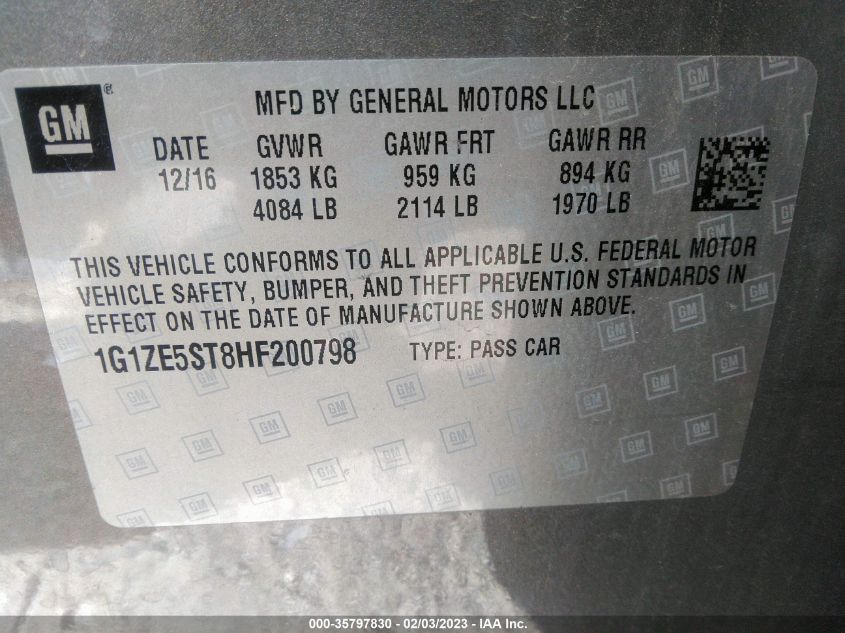 GM
MFD BY GENERAL MOTORS LLC
DATE GVWR GAWR FRT GAWR RR
12/16 1853 KG 959 KG 894 KG
4084 LB 2114 LB 1970 LB
THIS VEHICLE CONFORMS TO ALL APPLICABLE U.S. FEDERAL MOTOR
VEHICLE SAFETY, BUMPER, AND THEFT PREVENTION STANDARDS IN
EFFECT ON THE DATE OF MANUFACTURE SHOWN ABOVE.
1G1ZE5ST8HF200798 TYPE: PASS CAR
000-35797830 - 02/03/2023 - IAA Inc.